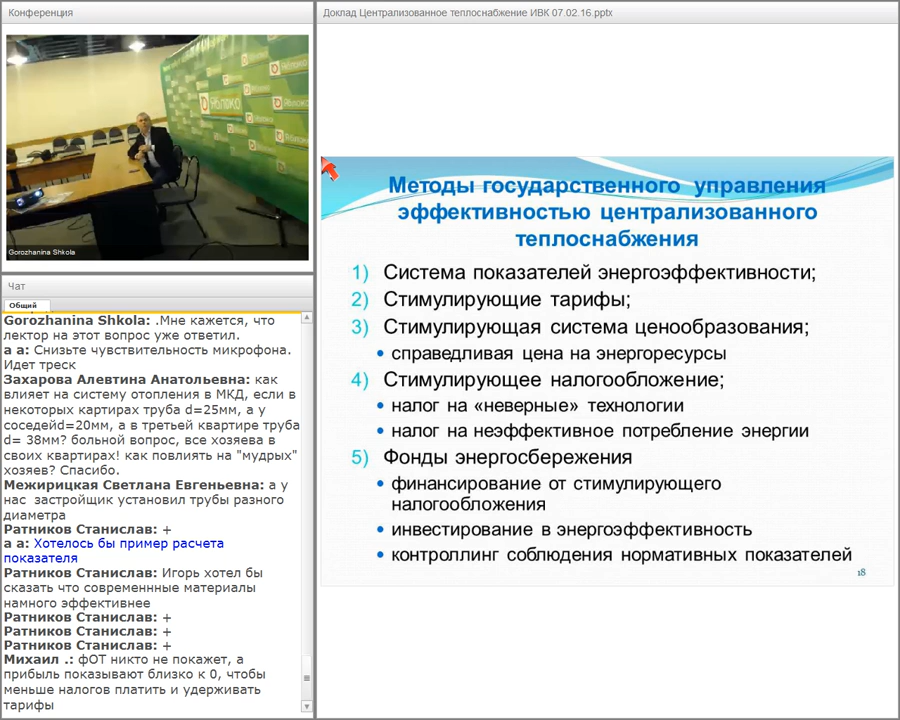 Конференция
Яблоко
Яблоко
Яблоко
Gorozhanina Shkola
Чат
Общий
Gorozhanina Shkola: .Мне кажется, что
лектор на этот вопрос уже ответил.
а а: Снизьте чувствительность микрофона.
Идет треск
Захарова Алевтина Анатольевна: как
влияет на систему отопления в МКД, если в
некоторых картирах труба d=25мм, а у
соседейd=20мм, а в третьей квартире труба
d= 38мм? больной вопрос, все хозяева в
своих квартирах! как повлиять на "мудрых"
хозяев? Спасибо.
Межирицкая Светлана Евгеньевна: а у
нас застройщик установил трубы разного
диаметра
Ратников Станислав: +
а а: Хотелось бы пример расчета
показателя
Ратников Станислав: Игорь хотел бы
сказать что современнные материалы
намного эффективнее
Ратников Станислав: +
Ратников Станислав: +
Ратников Станислав: +
Михаил .: фОТ никто не покажет, а
прибыль показывают близко к 0, чтобы
меньше налогов платить и удерживать
тарифы
Доклад Централизованное теплоснабжение ИВК 07.02.16.pptx
Методы государственного управления
эффективностью централизованного
теплоснабжения
1) Система показателей энергоэффективности;
2) Стимулирующие тарифы;
3) Стимулирующая система ценообразования;
• справедливая цена на энергоресурсы
4) Стимулирующее налогообложение;
• налог на «неверные» технологии
• налог на неэффективное потребление энергии
5) Фонды энергосбережения
• финансирование от стимулирующего
налогообложения
• инвестирование в энергоэффективность
• контроллинг соблюдения нормативных показателей
18